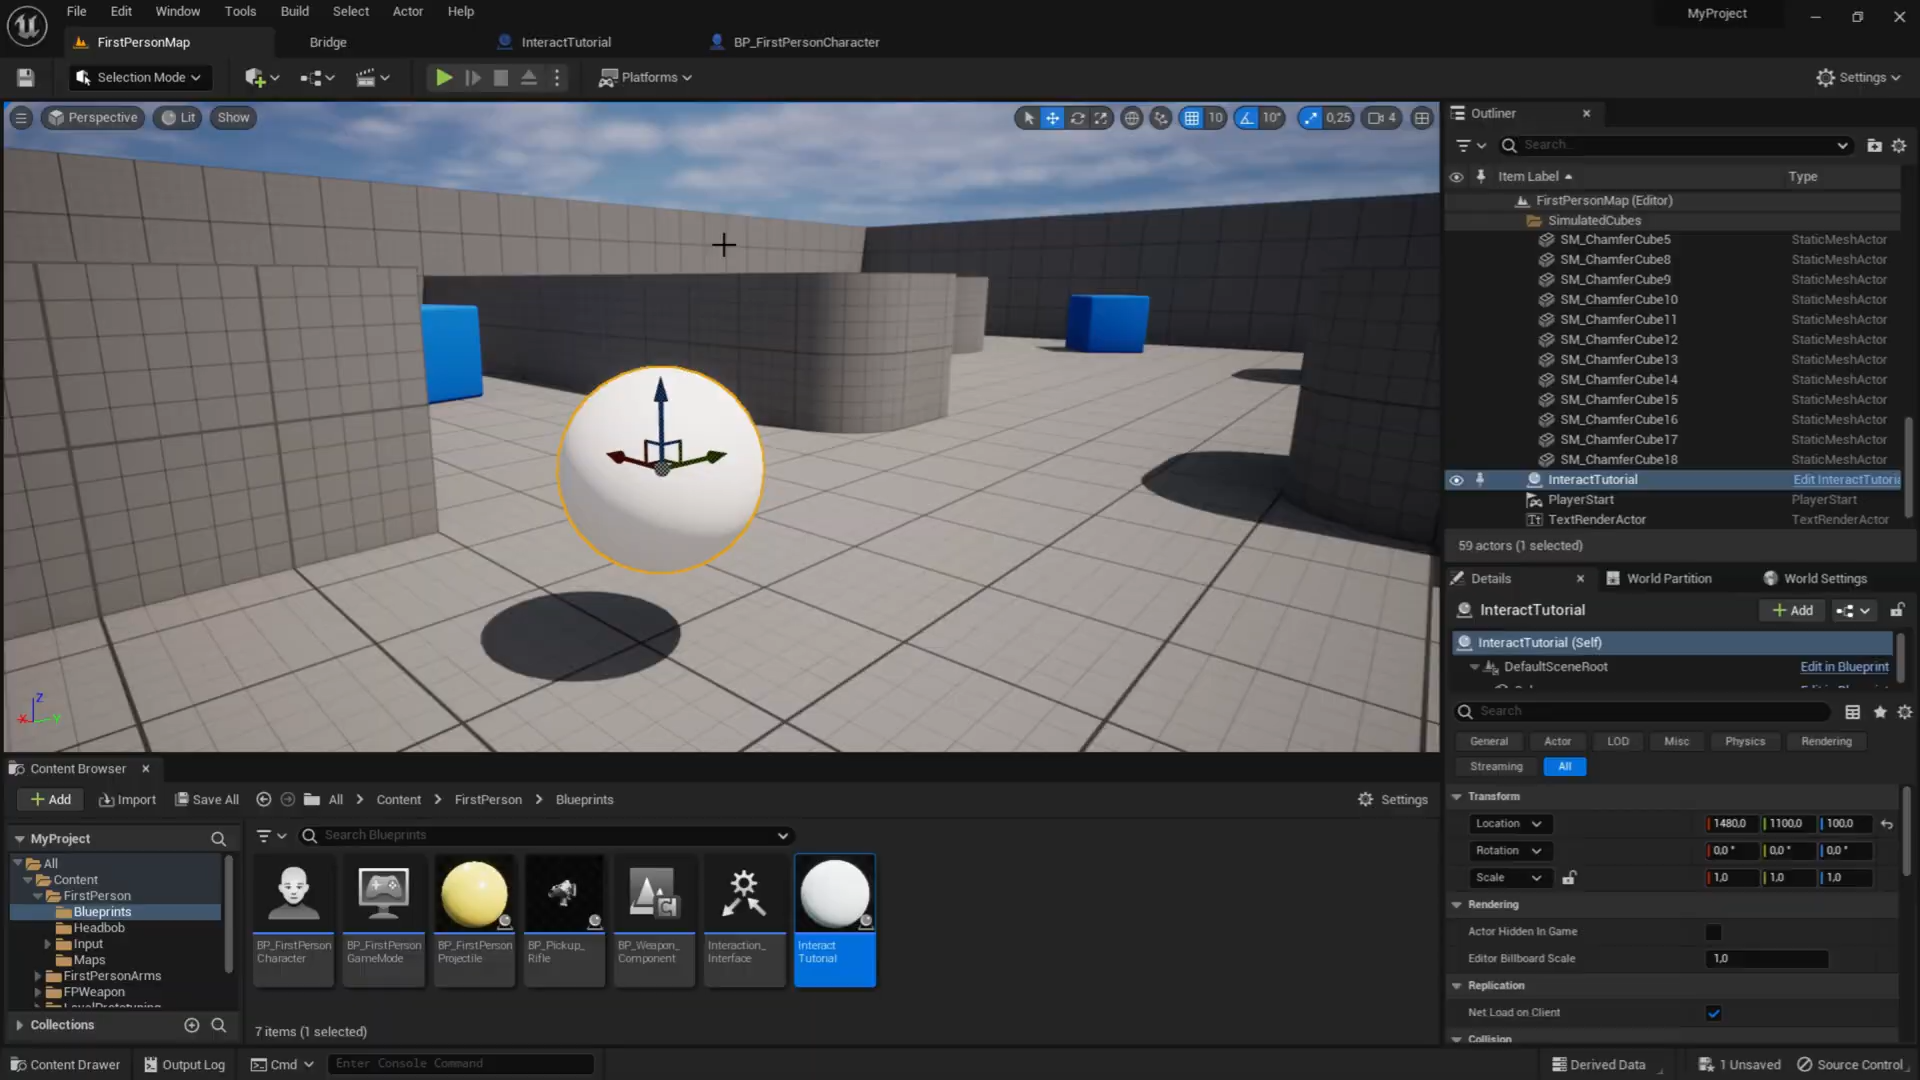 File Edit Window Tools Build Select Actor Help
MyProject
FirstPersonMap
Bridge
InteractTutorial
BP_FirstPersonCharacter
Selection Mode
Platforms
Settings
Perspective
Lit
Show
10
10°
0,25
4
Outliner
Search...
Item Label
Type
FirstPersonMap (Editor)
SimulatedCubes
SM_ChamferCube5 StaticMeshActor
SM_ChamferCube8 StaticMeshActor
SM_ChamferCube9 StaticMeshActor
SM_ChamferCube10 StaticMeshActor
SM_ChamferCube11 StaticMeshActor
SM_ChamferCube12 StaticMeshActor
SM_ChamferCube13 StaticMeshActor
SM_ChamferCube14 StaticMeshActor
SM_ChamferCube15 StaticMeshActor
SM_ChamferCube16 StaticMeshActor
SM_ChamferCube17 StaticMeshActor
SM_ChamferCube18 StaticMeshActor
InteractTutorial Edit InteractTutoria
PlayerStart PlayerStart
TextRenderActor TextRenderActor
59 actors (1 selected)
Details
World Partition
World Settings
InteractTutorial
Add
InteractTutorial (Self)
DefaultSceneRoot Edit in Blueprint
Search
General Actor LOD Misc Physics Rendering
Streaming All
Transform
Location 1480,0 1100,0 100,0
Rotation 0,0° 0,0° 0,0°
Scale 1,0 1,0 1,0
Rendering
Actor Hidden In Game
Editor Billboard Scale 1,0
Replication
Net Load on Client
Collision
Z
X
Y
Content Browser
Add
Import
Save All
All > Content > FirstPerson > Blueprints
Settings
MyProject
All
Content
FirstPerson
Blueprints
Headbob
Input
Maps
FirstPersonArms
FPWeapon
LevelPrototyping
Collections
Search Blueprints
BP_FirstPerson
Character
BP_FirstPerson
GameMode
BP_FirstPerson
Projectile
BP_Pickup_
Rifle
BP_Weapon_
Component
Interaction_
Interface
Interact
Tutorial
7 items (1 selected)
Content Drawer
Output Log
Cmd
Enter Console Command
Derived Data
1 Unsaved
Source Control